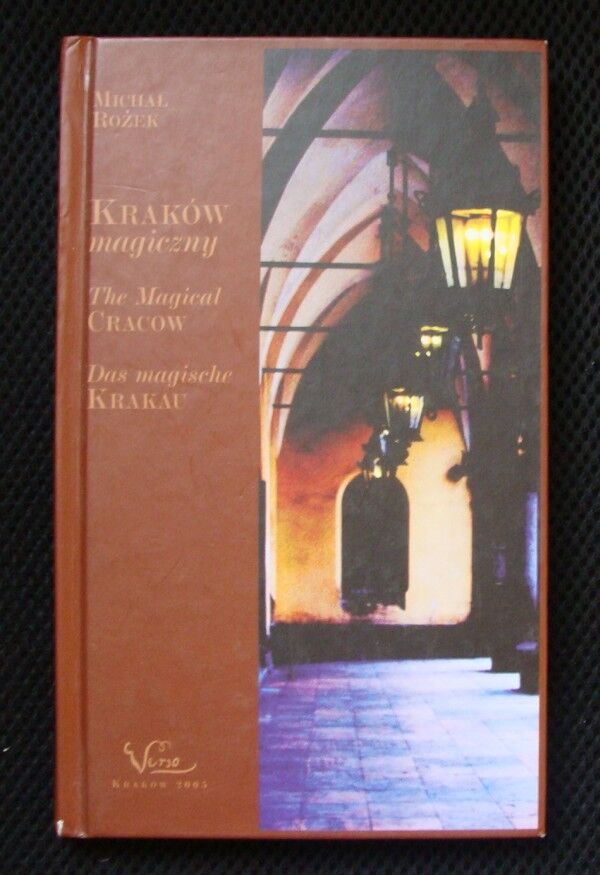 MICHAŁ
ROŻEK
KRAKÓW
magiczny
The Magical
CRACOW
Das magische
KRAKAU
Verso
KRAKÓW 2005